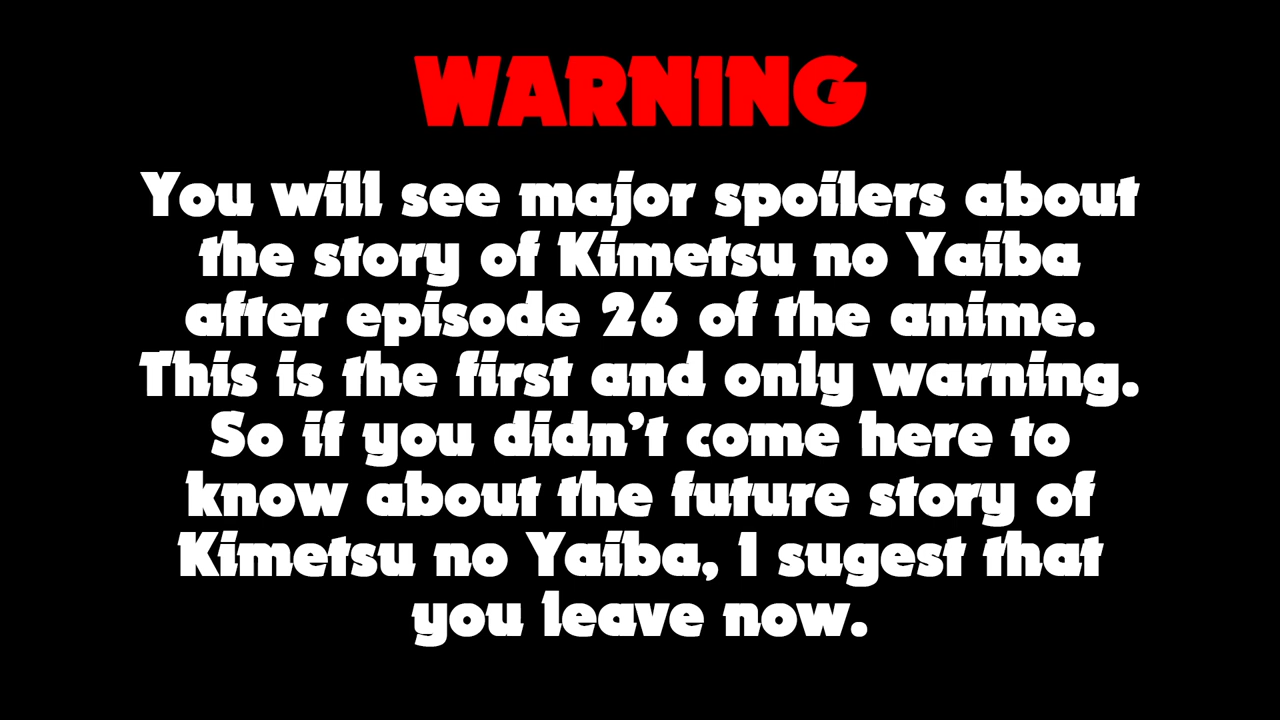 WARNING
You will see major spoilers about
the story of Kimetsu no Yaiba
after episode 26 of the anime.
This is the first and only warning.
So if you didn't come here to
know about the future story of
Kimetsu no Yaiba, I sugest that
you leave now.